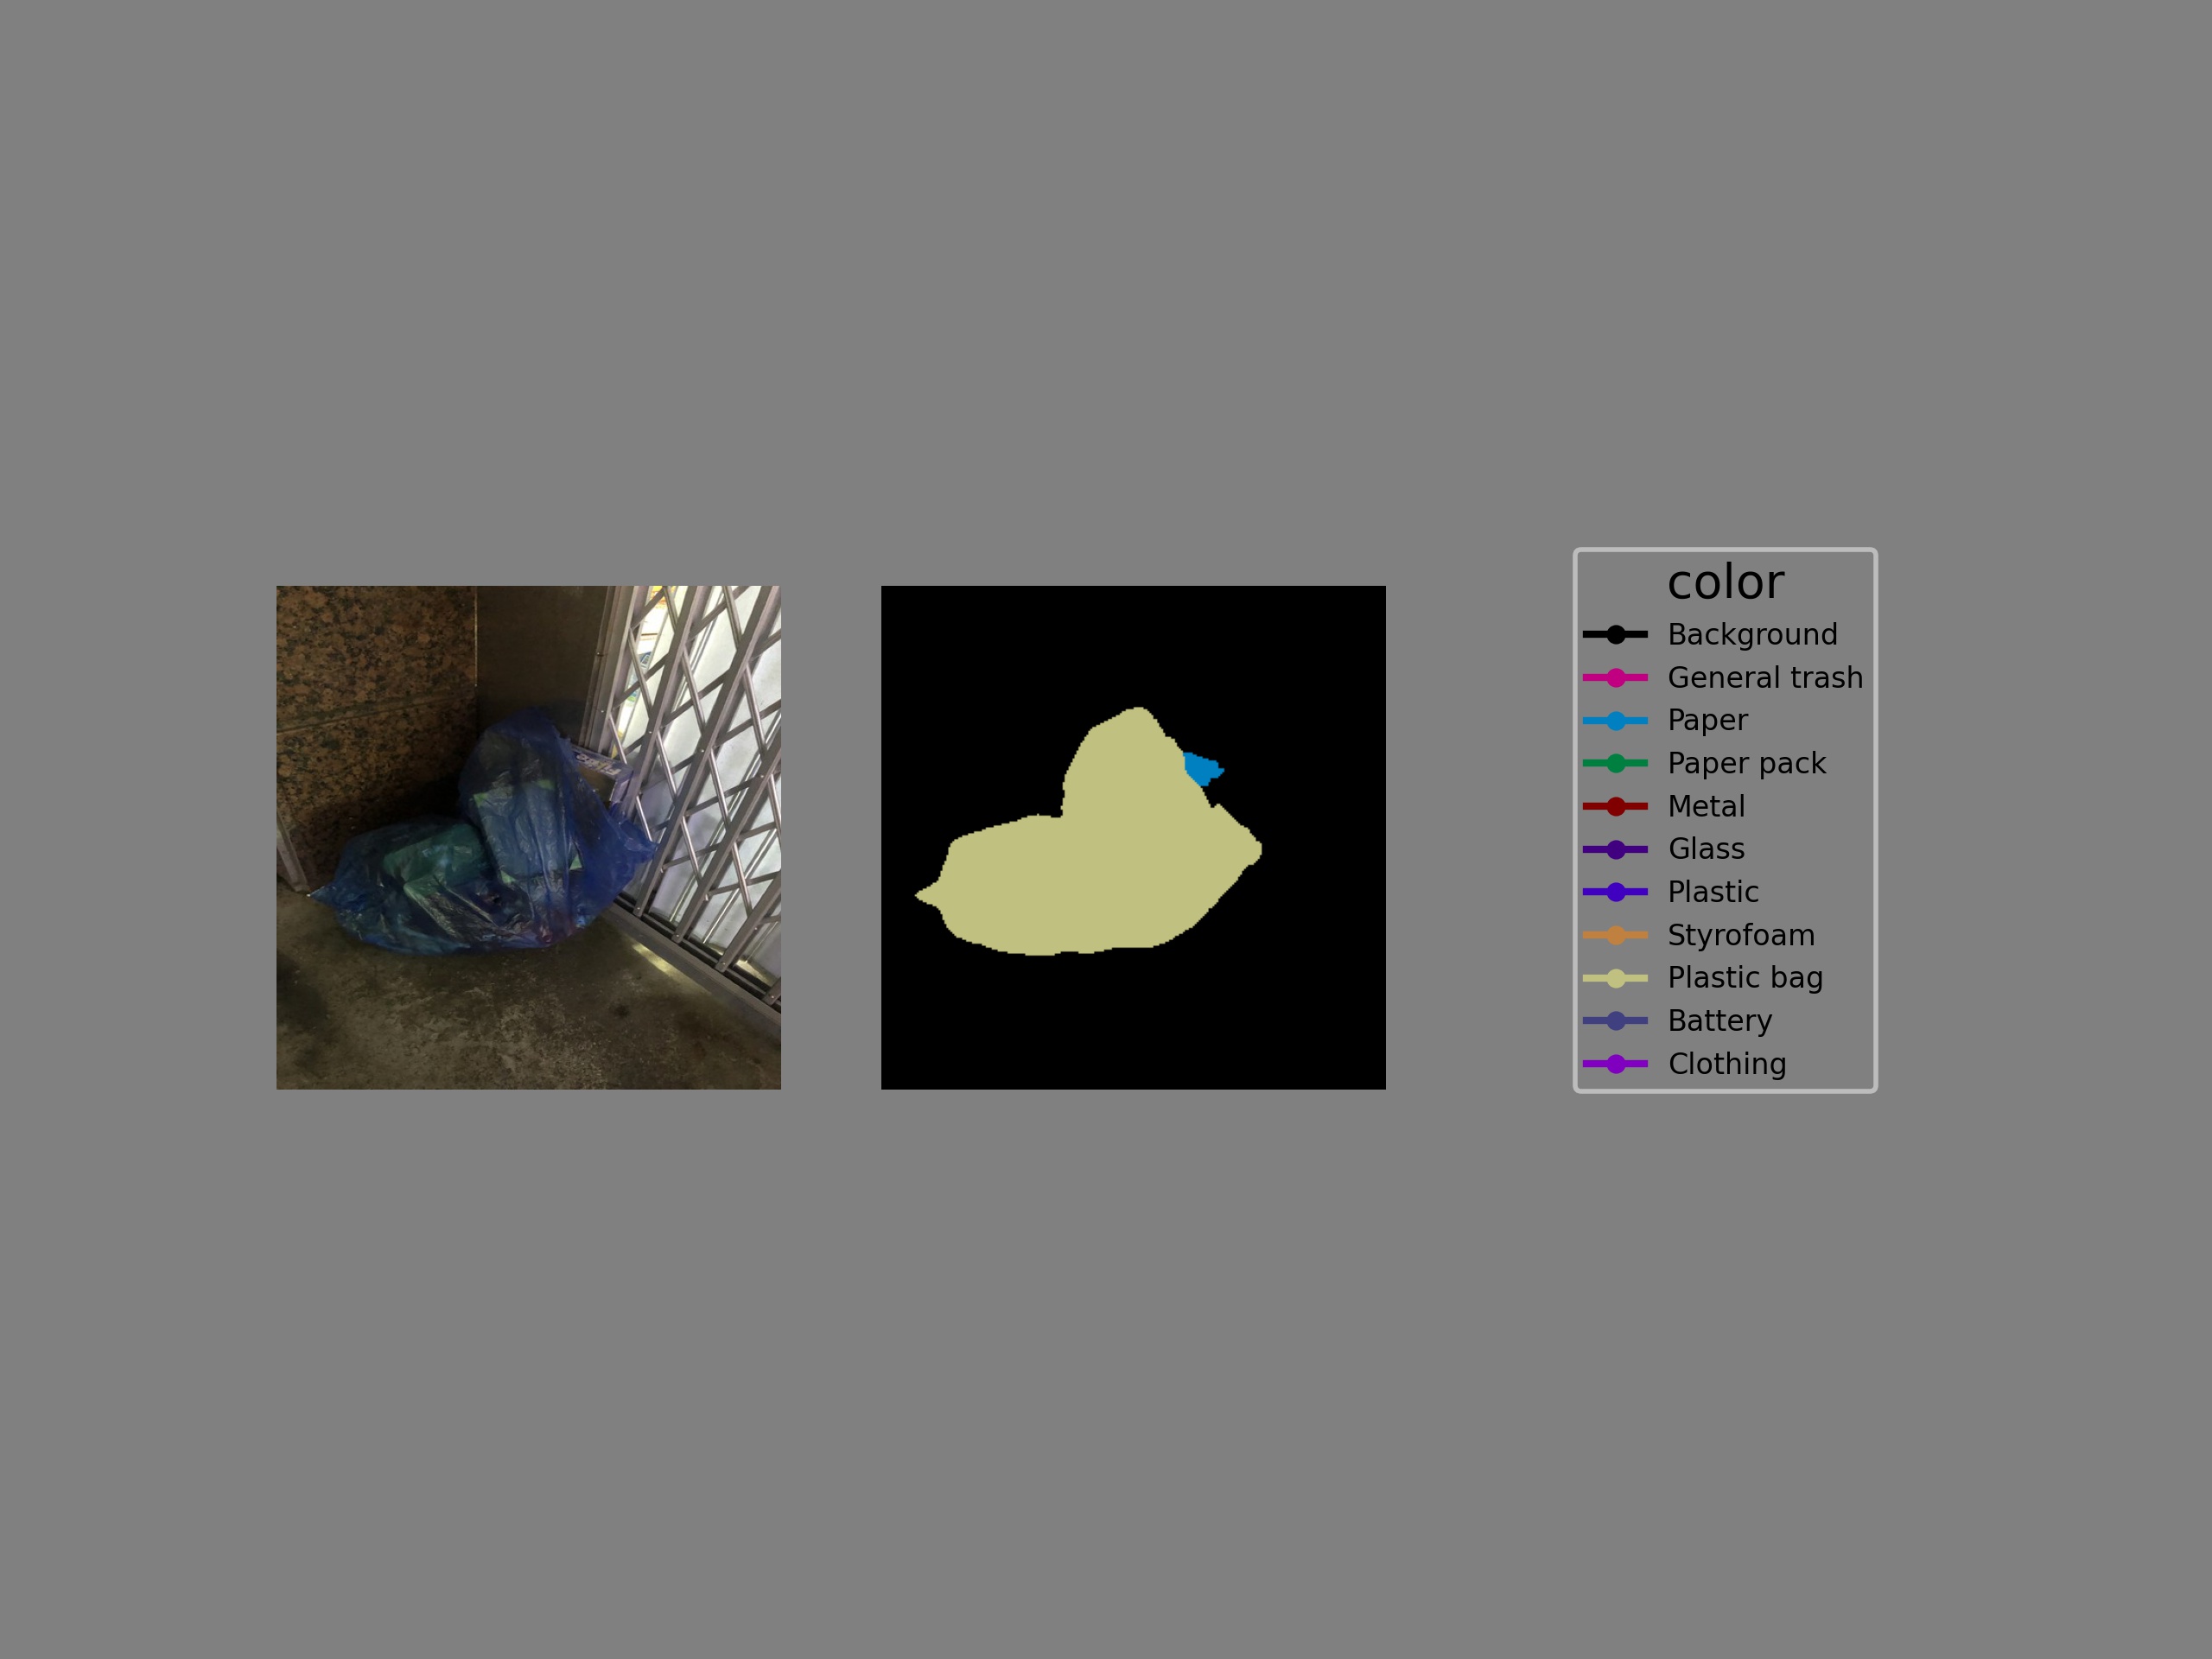 color
Background
General trash
Paper
Paper pack
Metal
Glass
Plastic
Styrofoam
Plastic bag
Battery
Clothing